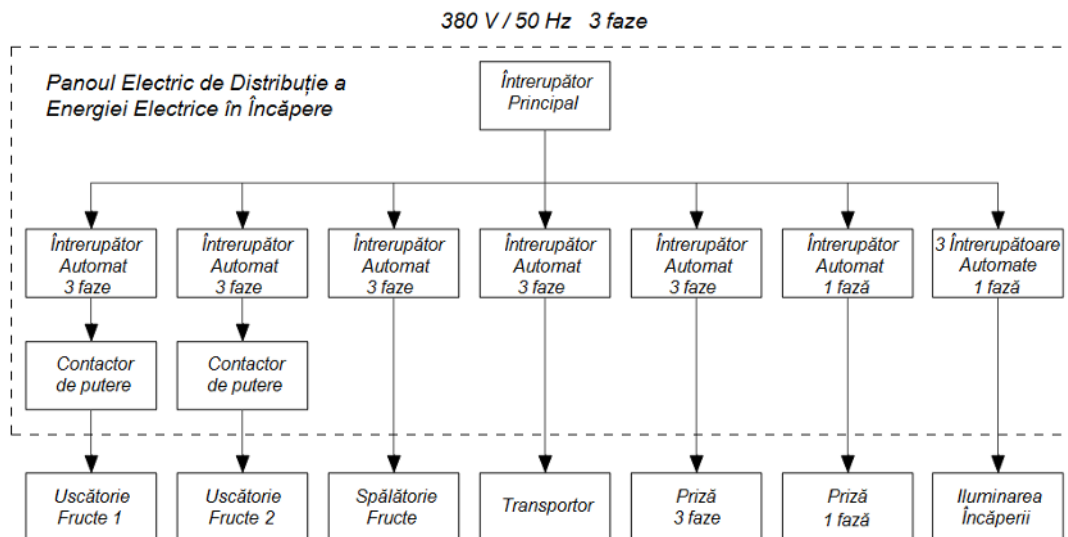 380 V / 50 Hz 3 faze
Panoul Electric de Distribuție a
Energiei Electrice în Încăpere
Întrerupător
Principal
Întrerupător
Automat
3 faze
Întrerupător
Automat
3 faze
Întrerupător
Automat
3 faze
Întrerupător
Automat
3 faze
Întrerupător
Automat
3 faze
Întrerupător
Automat
1 fază
3 Întrerupătoare
Automate
1 fază
Contactor
de putere
Contactor
de putere
Uscătorie
Fructe 1
Uscătorie
Fructe 2
Spălătorie
Fructe
Transportor
Priză
3 faze
Priză
1 fază
Iluminarea
Încăperii